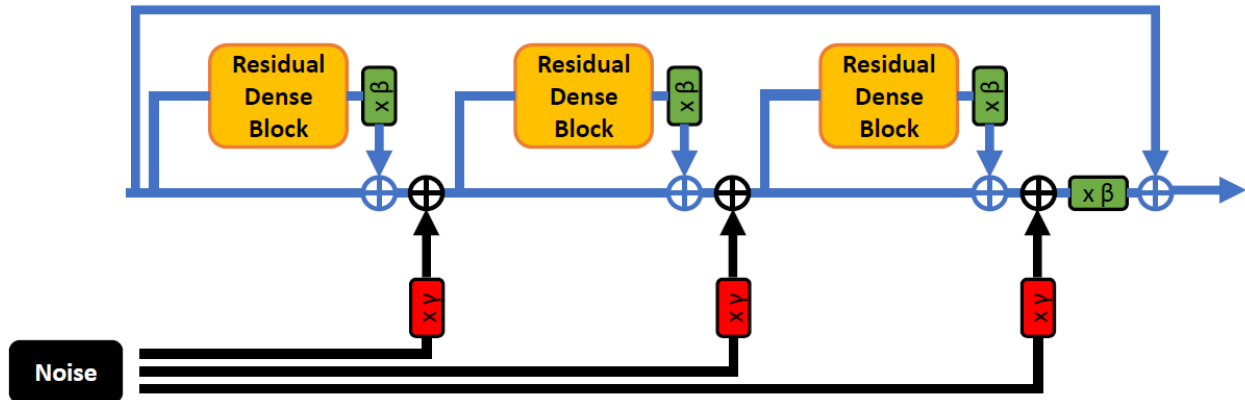 Residual
Dense
Block
x β
Residual
Dense
Block
x β
Residual
Dense
Block
x β
x β
x γ
x γ
x γ
Noise